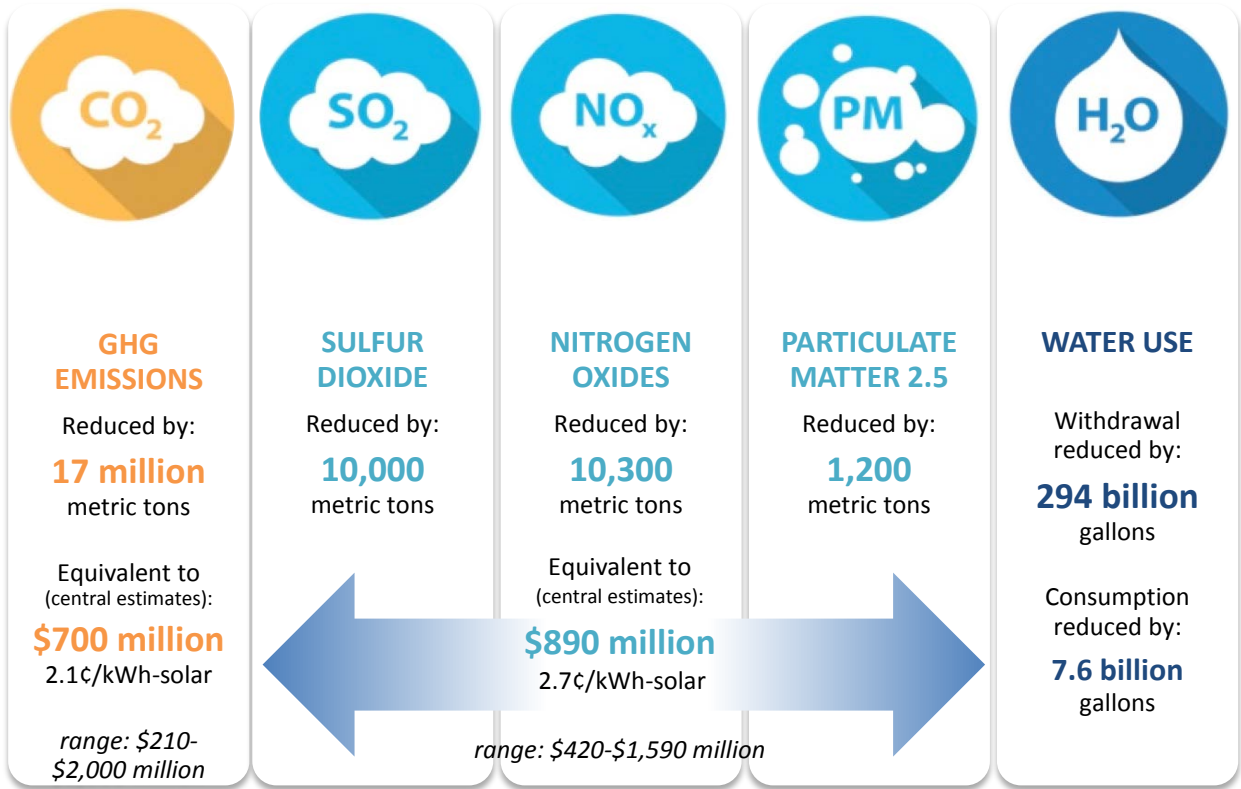 CO2
SO2
NOx
PM
H2O
GHG
EMISSIONS
Reduced by:
17 million
metric tons
Equivalent to
(central estimates):
$700 million
2.1¢/kWh-solar
range: $210-
$2,000 million
SULFUR
DIOXIDE
Reduced by:
10,000
metric tons
NITROGEN
OXIDES
Reduced by:
10,300
metric tons
Equivalent to
(central estimates):
$890 million
2.7¢/kWh-solar
range: $420-$1,590 million
PARTICULATE
MATTER 2.5
Reduced by:
1,200
metric tons
WATER USE
Withdrawal
reduced by:
294 billion
gallons
Consumption
reduced by:
7.6 billion
gallons